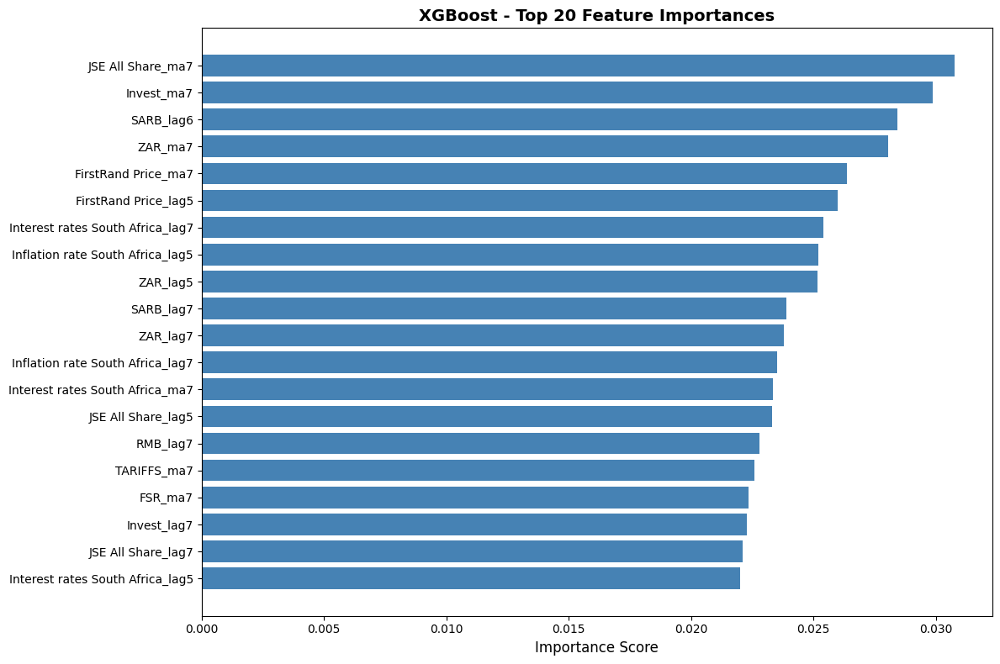 XGBoost - Top 20 Feature Importances
JSE All Share_ma7
Invest_ma7
SARB_lag6
ZAR_ma7
FirstRand Price_ma7
FirstRand Price_lag5
Interest rates South Africa_lag7
Inflation rate South Africa_lag5
ZAR_lag5
SARB_lag7
ZAR_lag7
Inflation rate South Africa_lag7
Interest rates South Africa_ma7
JSE All Share_lag5
RMB_lag7
TARIFFS_ma7
FSR_ma7
Invest_lag7
JSE All Share_lag7
Interest rates South Africa_lag5
0.000 0.005 0.010 0.015 0.020 0.025 0.030
Importance Score